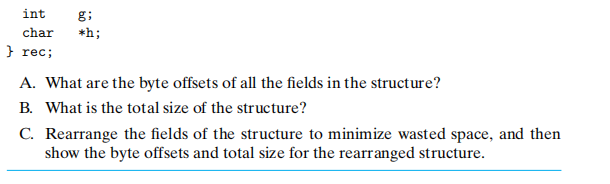 int g;
char *h;
} rec;
A. What are the byte offsets of all the fields in the structure?
B. What is the total size of the structure?
C. Rearrange the fields of the structure to minimize wasted space, and then
show the byte offsets and total size for the rearranged structure.